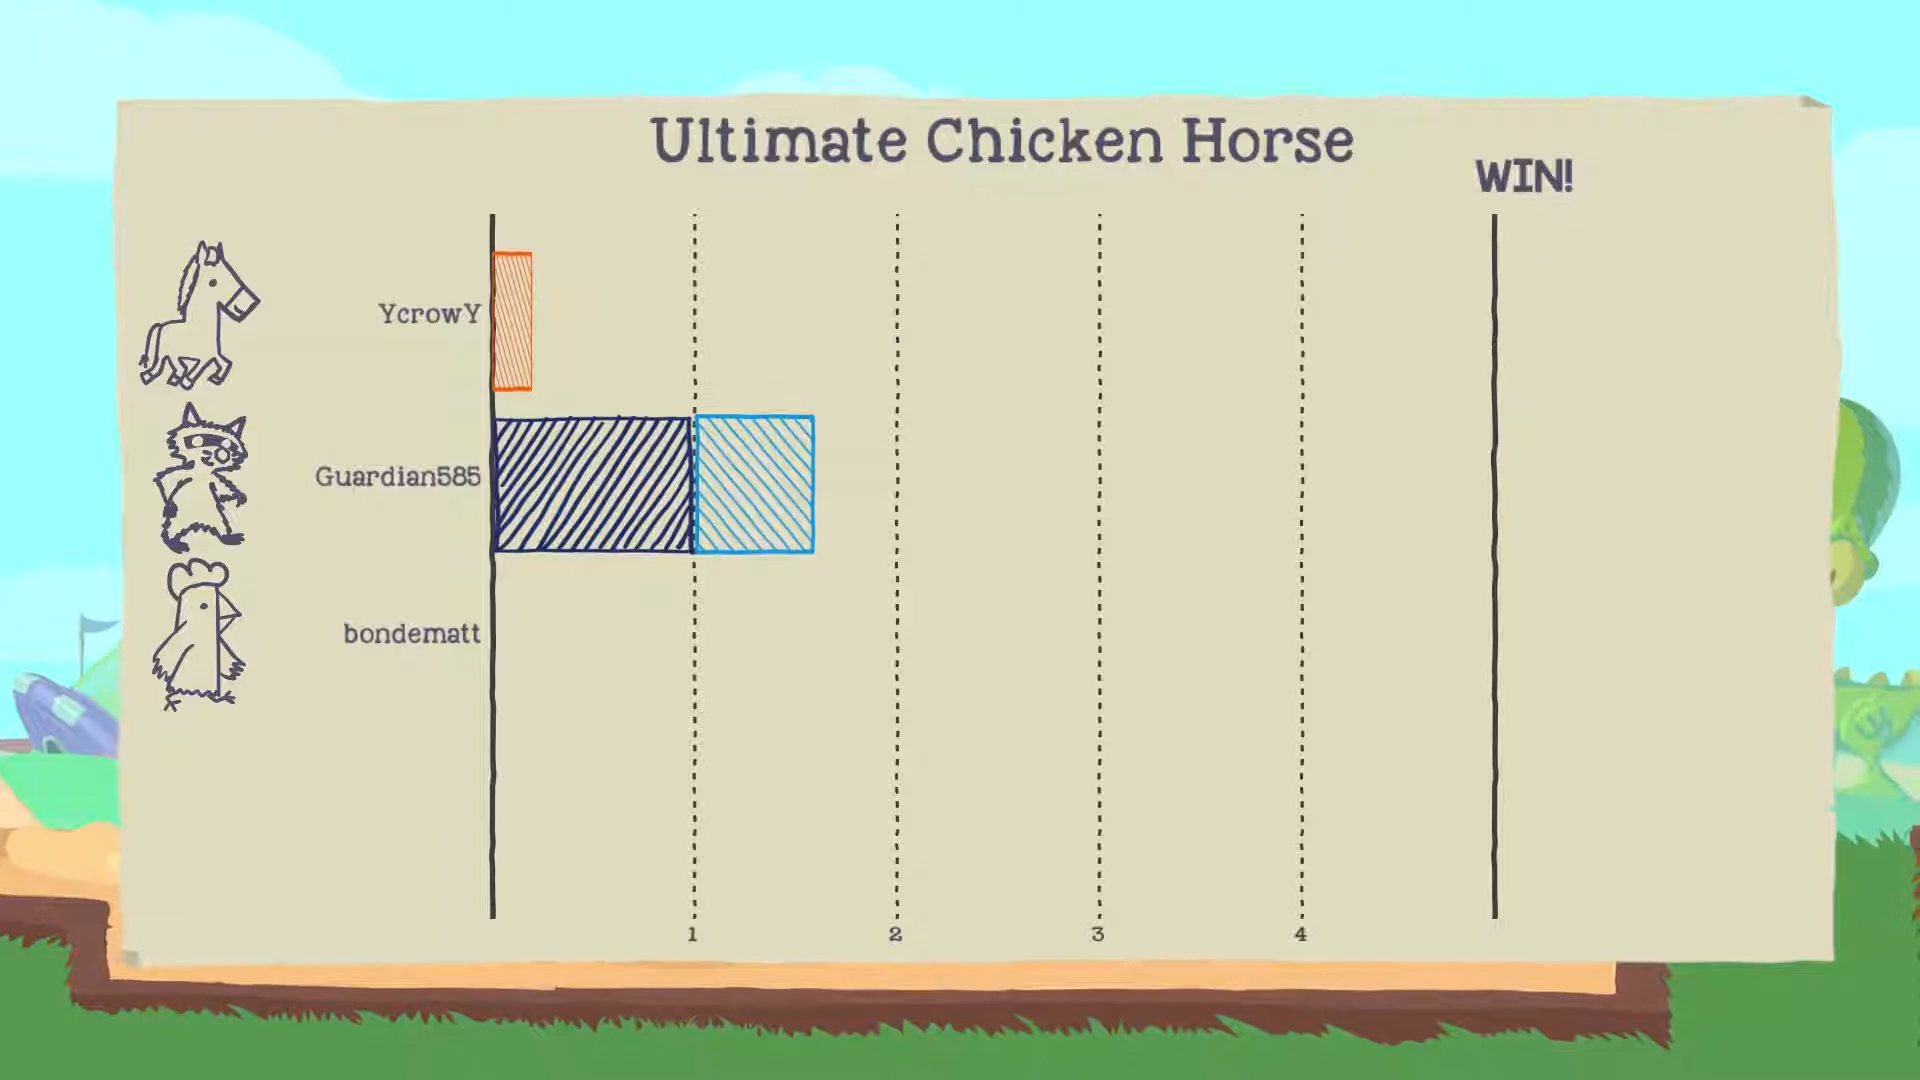 Ultimate Chicken Horse
WIN!
YcrowY
Guardian585
bondematt
1 2 3 4